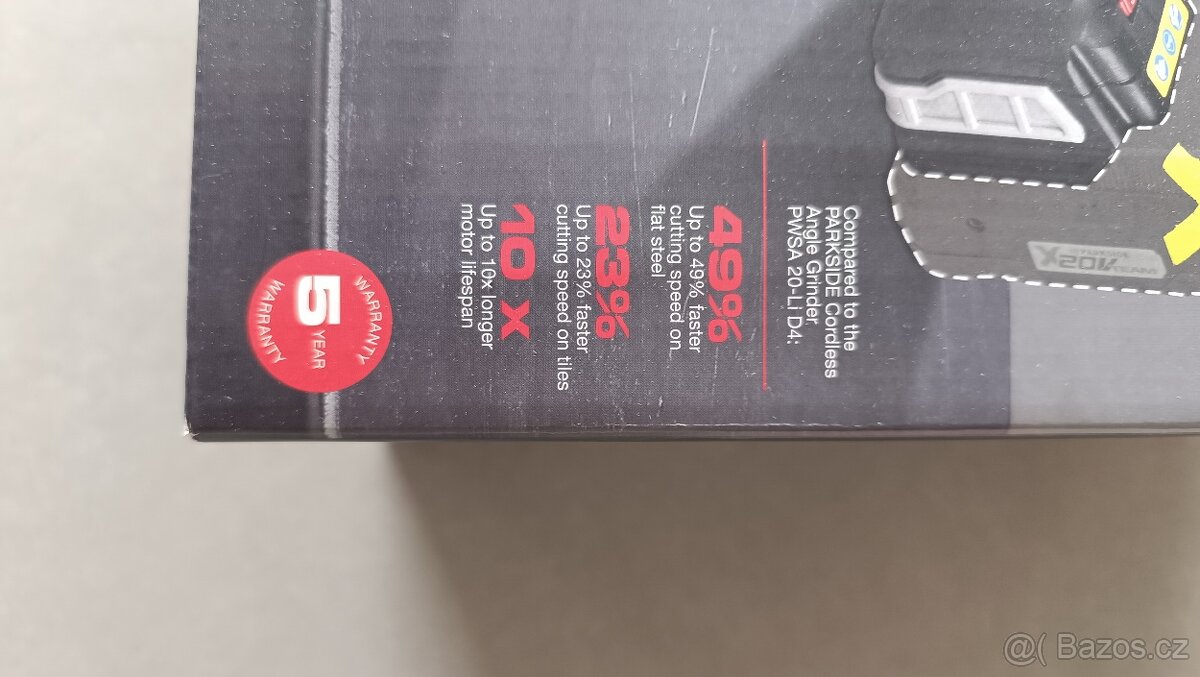 X20V TEAM
Compared to the
PARKSIDE Cordless
Angle Grinder
PWSA 20-Li D4:
49%
Up to 49% faster
cutting speed on
flat steel
23%
Up to 23% faster
cutting speed on tiles
10 X
Up to 10x longer
motor lifespan
WARRANTY
5 YEAR
WARRANTY
@( Bazos.cz